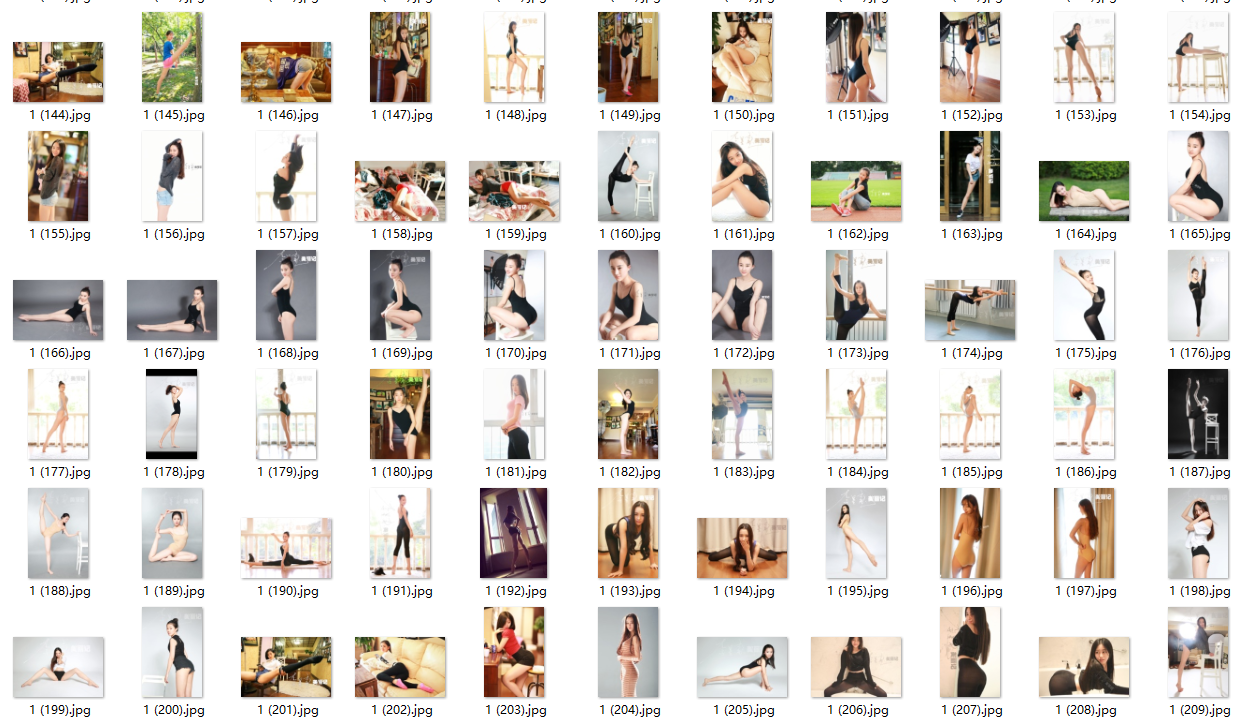 1 (144).jpg 1 (145).jpg 1 (146).jpg 1 (147).jpg 1 (148).jpg 1 (149).jpg 1 (150).jpg 1 (151).jpg 1 (152).jpg 1 (153).jpg 1 (154).jpg
1 (155).jpg 1 (156).jpg 1 (157).jpg 1 (158).jpg 1 (159).jpg 1 (160).jpg 1 (161).jpg 1 (162).jpg 1 (163).jpg 1 (164).jpg 1 (165).jpg
1 (166).jpg 1 (167).jpg 1 (168).jpg 1 (169).jpg 1 (170).jpg 1 (171).jpg 1 (172).jpg 1 (173).jpg 1 (174).jpg 1 (175).jpg 1 (176).jpg
1 (177).jpg 1 (178).jpg 1 (179).jpg 1 (180).jpg 1 (181).jpg 1 (182).jpg 1 (183).jpg 1 (184).jpg 1 (185).jpg 1 (186).jpg 1 (187).jpg
1 (188).jpg 1 (189).jpg 1 (190).jpg 1 (191).jpg 1 (192).jpg 1 (193).jpg 1 (194).jpg 1 (195).jpg 1 (196).jpg 1 (197).jpg 1 (198).jpg
1 (199).jpg 1 (200).jpg 1 (201).jpg 1 (202).jpg 1 (203).jpg 1 (204).jpg 1 (205).jpg 1 (206).jpg 1 (207).jpg 1 (208).jpg 1 (209).jpg